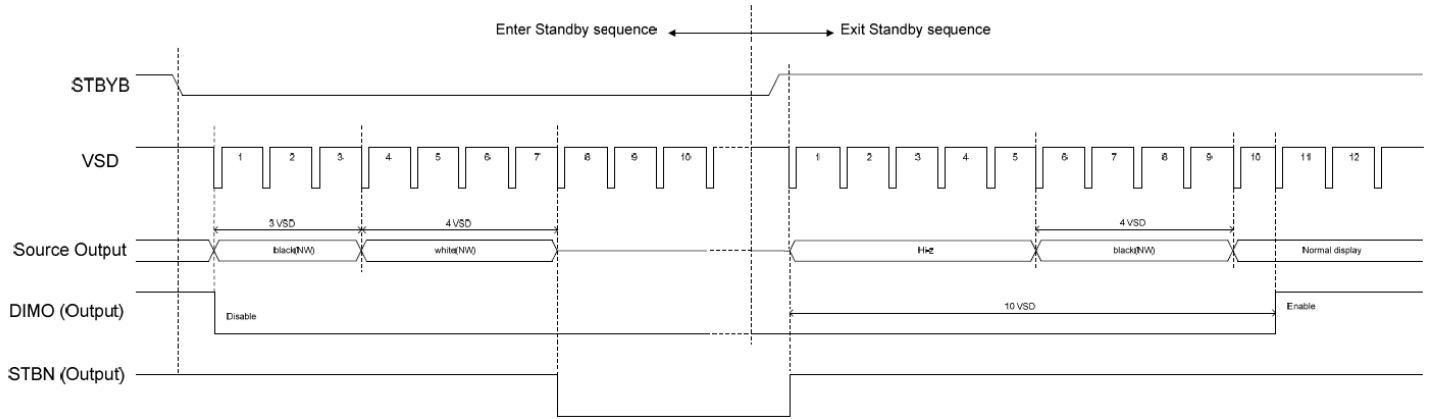 Enter Standby sequence
Exit Standby sequence
STBYB
VSD
1 2 3 4 5 6 7 8 9 10 1 2 3 4 5 6 7 8 9 10 11 12
3 VSD 4 VSD 4 VSD
Source Output
black(NW) white(NW) Hi-z black(NW) Normal display
DIMO (Output)
Disable 10 VSD Enable
STBN (Output)